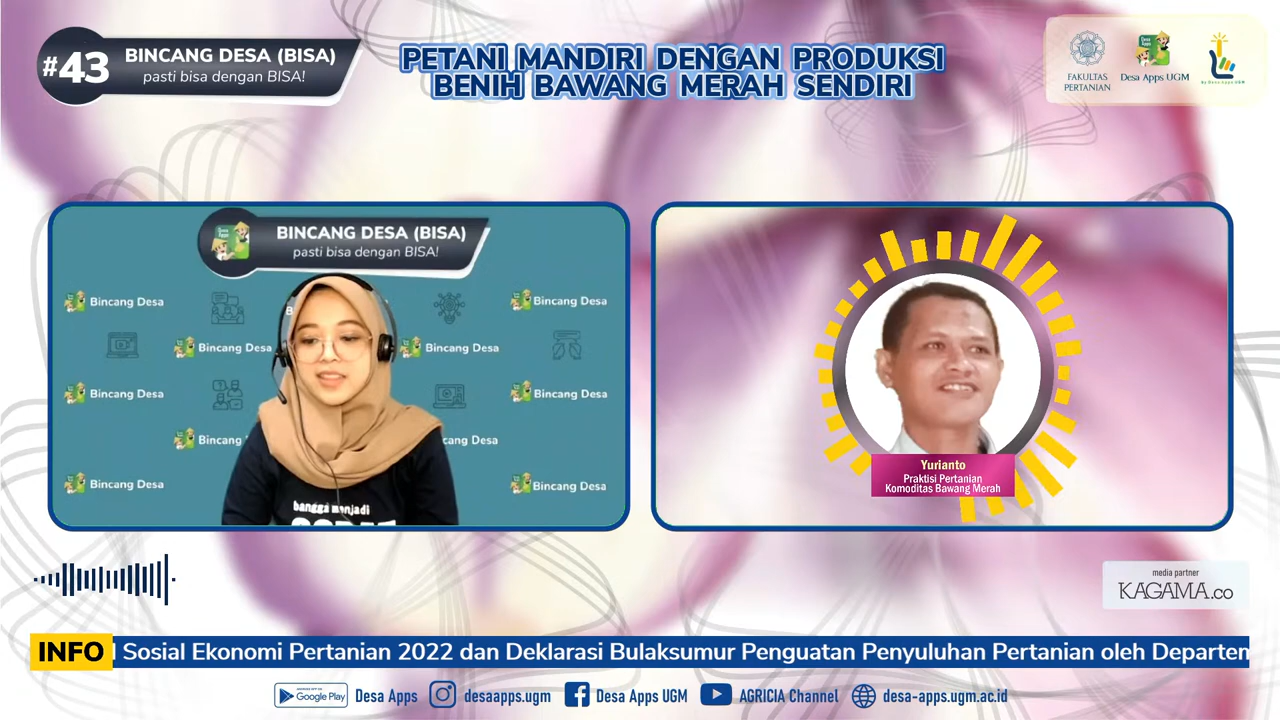 #43
BINCANG DESA (BISA)
pasti bisa dengan BISA!
PETANI MANDIRI DENGAN PRODUKSI
BENIH BAWANG MERAH SENDIRI
FAKULTAS
PERTANIAN
Desa Apps UGM
BINCANG DESA (BISA)
pasti bisa dengan BISA!
Bincang Desa
Bincang Desa
Bincang Desa
Bincang Desa
Bincang Desa
Bincang Desa
Bincang
cang Desa
Bincang Desa
Bincang Desa
bangga menjadi
Yurianto
Praktisi Pertanian
Komoditas Bawang Merah
media partner
KAGAMA.co
INFO
Sosial Ekonomi Pertanian 2022 dan Deklarasi Bulaksumur Penguatan Penyuluhan Pertanian oleh Departem
Google Play
Desa Apps
desaapps.ugm
Desa Apps UGM
AGRICIA Channel
desa-apps.ugm.ac.id